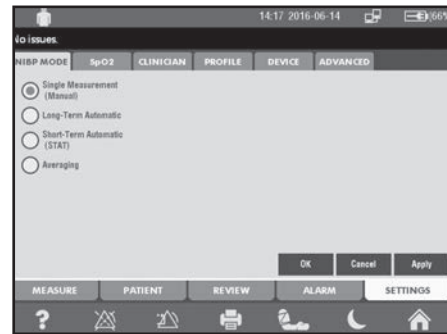 14:17 2016-06-14 (66%
No issues.
NIBP MODE SpO2 CLINICIAN PROFILE DEVICE ADVANCED
Single Measurement
(Manual)
Long-Term Automatic
Short-Term Automatic
(STAT)
Averaging
OK Cancel Apply
MEASURE PATIENT REVIEW ALARM SETTINGS
?